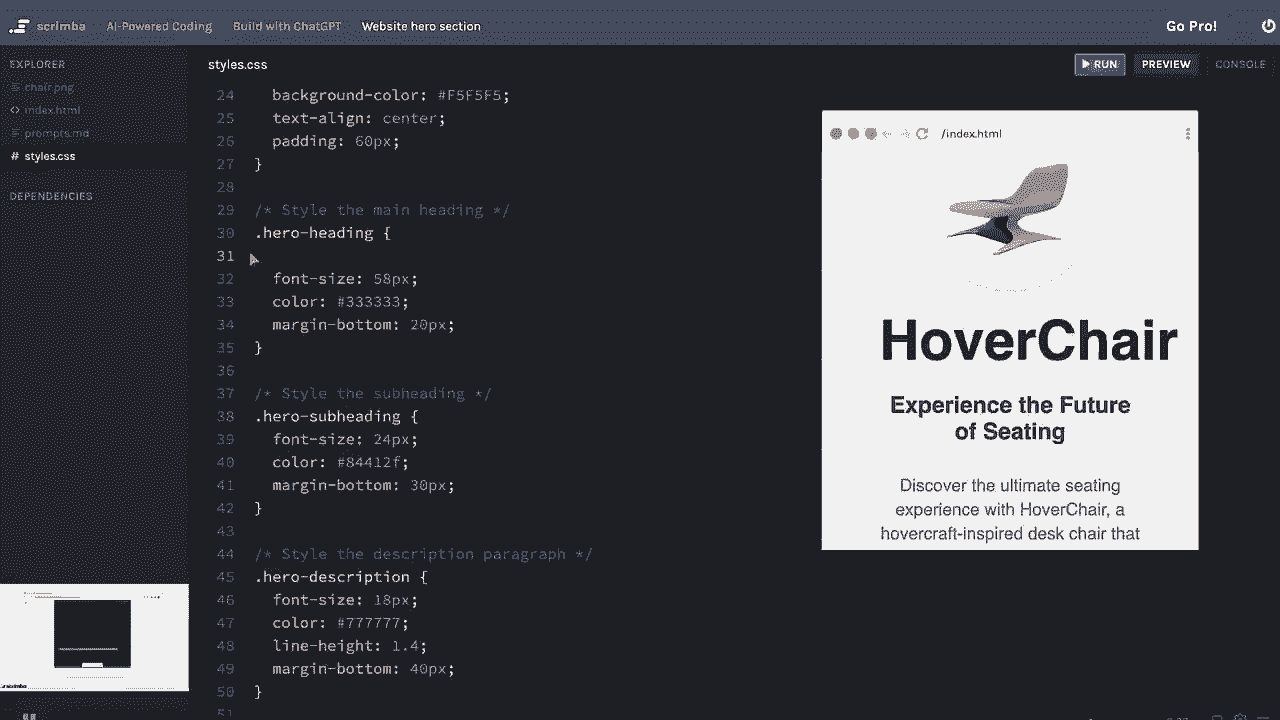 scrimba AI-Powered Coding Build with ChatGPT Website hero section Go Pro!
EXPLORER
chair.png
<> index.html
prompts.md
# styles.css
DEPENDENCIES
styles.css
RUN PREVIEW CONSOLE
24 background-color: #F5F5F5;
25 text-align: center;
26 padding: 60px;
27 }
28
29 /* Style the main heading */
30 .hero-heading {
31
32 font-size: 58px;
33 color: #333333;
34 margin-bottom: 20px;
35 }
36
37 /* Style the subheading */
38 .hero-subheading {
39 font-size: 24px;
40 color: #84412f;
41 margin-bottom: 30px;
42 }
43
44 /* Style the description paragraph */
45 .hero-description {
46 font-size: 18px;
47 color: #777777;
48 line-height: 1.4;
49 margin-bottom: 40px;
50 }
51
/index.html
HoverChair
Experience the Future
of Seating
Discover the ultimate seating
experience with HoverChair, a
hovercraft-inspired desk chair that